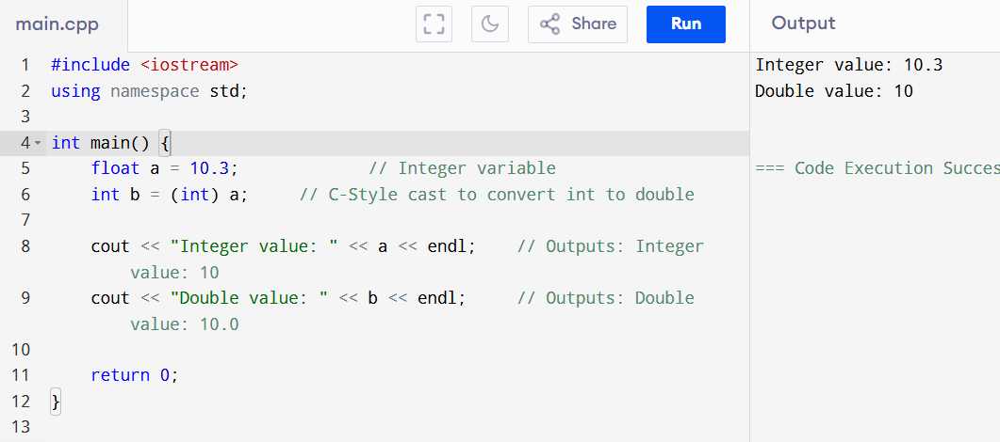 main.cpp
Share
Run
Output
1 #include <iostream>
2 using namespace std;
3
4 int main() {
5 float a = 10.3; // Integer variable
6 int b = (int) a; // C-Style cast to convert int to double
7
8 cout << "Integer value: " << a << endl; // Outputs: Integer
value: 10
9 cout << "Double value: " << b << endl; // Outputs: Double
value: 10.0
10
11 return 0;
12 }
13
Integer value: 10.3
Double value: 10
=== Code Execution Succes